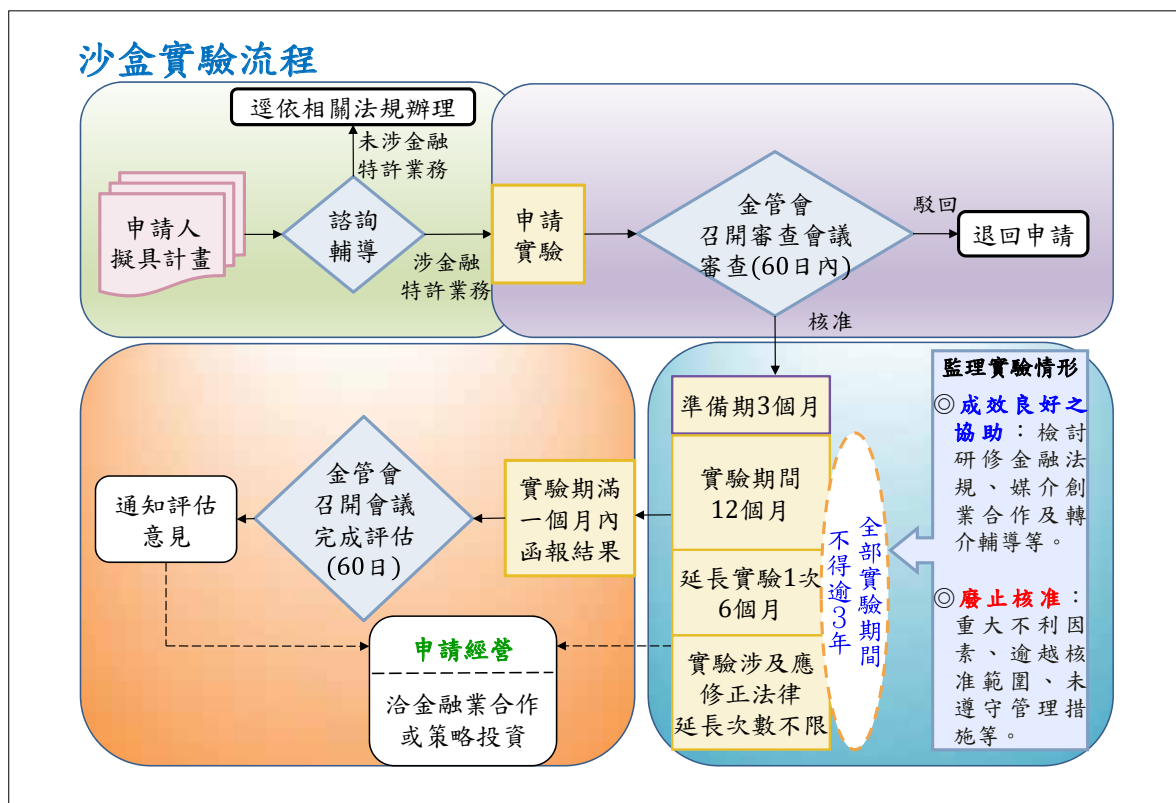 沙盒實驗流程
逕依相關法規辦理
未涉金融
特許業務
申請人
擬具計畫
諮詢
輔導
涉金融
特許業務
申請
實驗
金管會
召開審查會議
審查(60日內)
駁回
退回申請
核准
準備期3個月
實驗期間
12個月
延長實驗1次
6個月
實驗涉及應
修正法律
延長次數不限
全部實驗期間
不得逾3年
監理實驗情形
◎成效良好之
協助：檢討
研修金融法
規、媒介創
業合作及轉
介輔導等。
◎廢止核准：
重大不利因
素、逾越核
准範圍、未
遵守管理措
施等。
實驗期滿
一個月內
函報結果
金管會
召開會議
完成評估
(60日)
通知評估
意見
申請經營
洽金融業合作
或策略投資